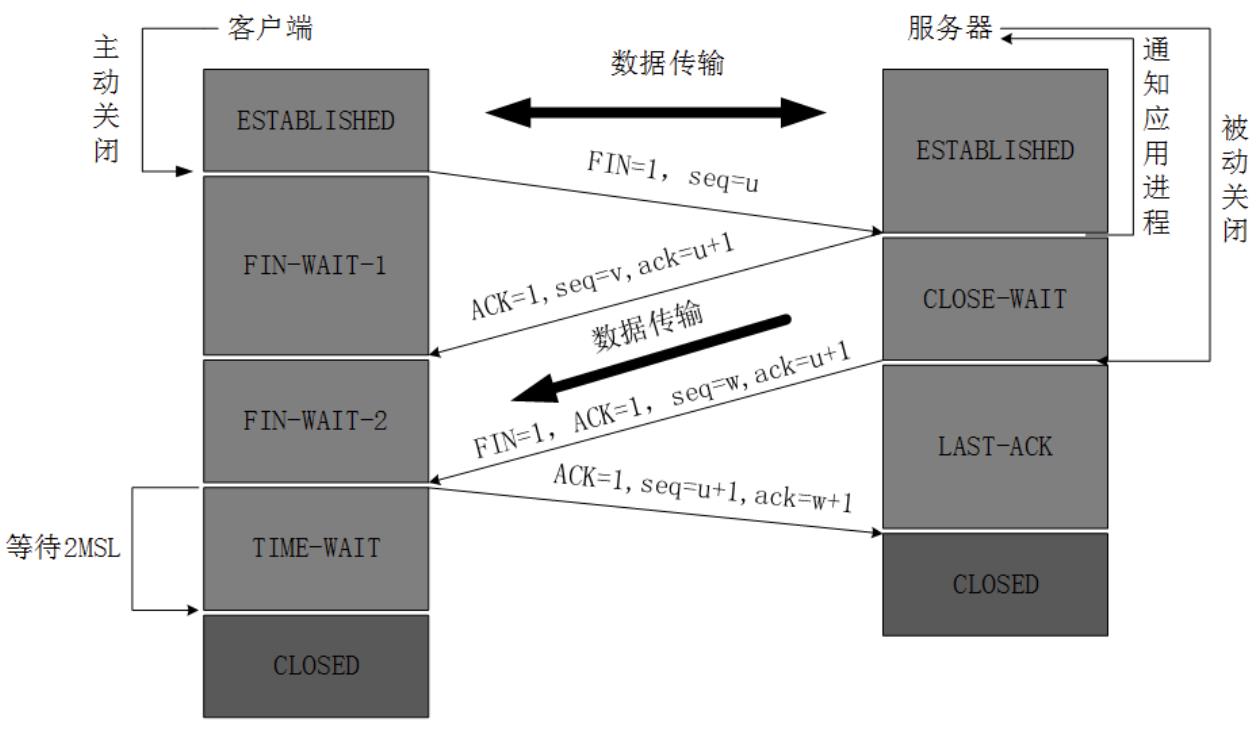 客户端
服务器
主动关闭
数据传输
通知应用进程
被动关闭
ESTABLISHED
ESTABLISHED
FIN=1, seq=u
FIN-WAIT-1
ACK=1,seq=v,ack=u+1
CLOSE-WAIT
数据传输
FIN=1, ACK=1, seq=w,ack=u+1
FIN-WAIT-2
LAST-ACK
ACK=1,seq=u+1,ack=w+1
等待2MSL
TIME-WAIT
CLOSED
CLOSED